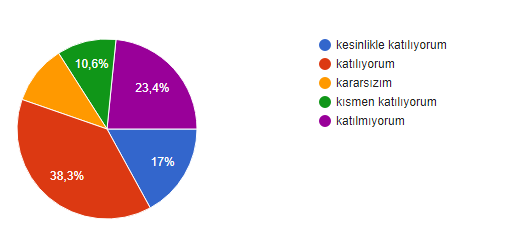 10,6%
23,4%
17%
38,3%
kesinlikle katılıyorum
katılıyorum
kararsızım
kısmen katılıyorum
katılmıyorum